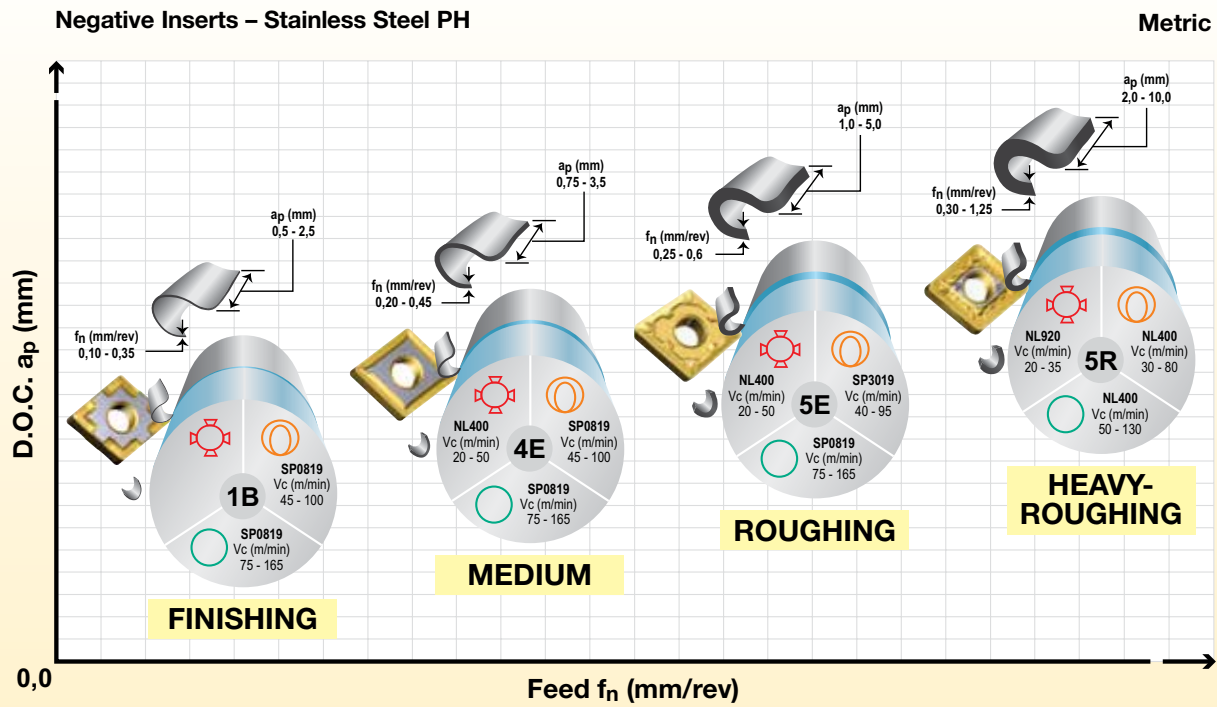 Negative Inserts – Stainless Steel PH
Metric
D.O.C. ap (mm)
ap (mm)
0,5 - 2,5
fn (mm/rev)
0,10 - 0,35
SP0819
Vc (m/min)
45 - 100
1B
SP0819
Vc (m/min)
75 - 165
FINISHING
ap (mm)
0,75 - 3,5
fn (mm/rev)
0,20 - 0,45
NL400
Vc (m/min)
20 - 50
SP0819
Vc (m/min)
45 - 100
4E
SP0819
Vc (m/min)
75 - 165
MEDIUM
ap (mm)
1,0 - 5,0
fn (mm/rev)
0,25 - 0,6
NL400
Vc (m/min)
20 - 50
SP3019
Vc (m/min)
40 - 95
5E
SP0819
Vc (m/min)
75 - 165
ROUGHING
ap (mm)
2,0 - 10,0
fn (mm/rev)
0,30 - 1,25
NL920
Vc (m/min)
20 - 35
NL400
Vc (m/min)
30 - 80
5R
NL400
Vc (m/min)
50 - 130
HEAVY-
ROUGHING
0,0
Feed fn (mm/rev)